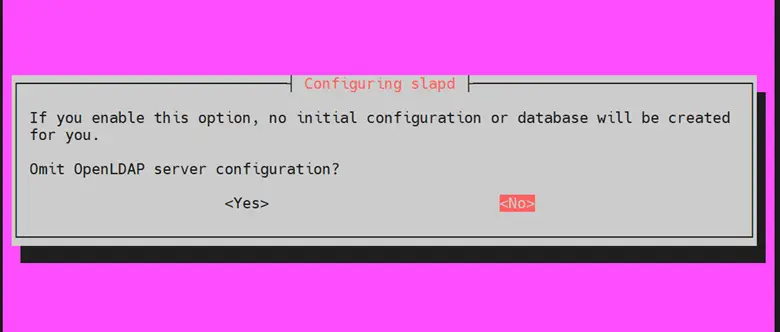 Configuring slapd
If you enable this option, no initial configuration or database will be created
for you.
Omit OpenLDAP server configuration?
<Yes> <No>